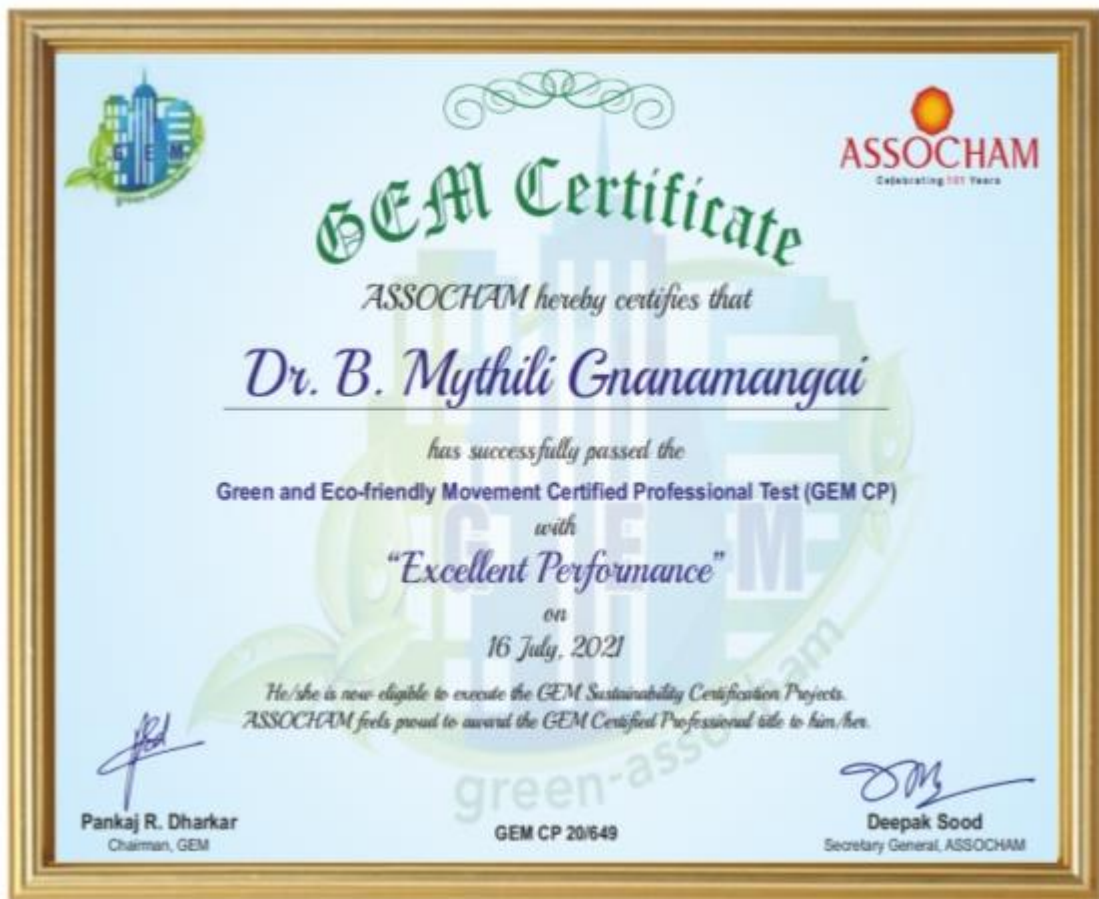 G E M
green-assocham
ASSOCHAM
Celebrating 101 Years
GEM Certificate
ASSOCHAM hereby certifies that
Dr. B. Mythili Gnanamangai
has successfully passed the
Green and Eco-friendly Movement Certified Professional Test (GEM CP)
with
“Excellent Performance”
on
16 July, 2021
He/she is now eligible to execute the GEM Sustainability Certification Projects.
ASSOCHAM feels proud to award the GEM Certified Professional title to him/her.
G E M
green-assocham
Pankaj R. Dharkar
Chairman, GEM
GEM CP 20/649
Deepak Sood
Secretary General, ASSOCHAM